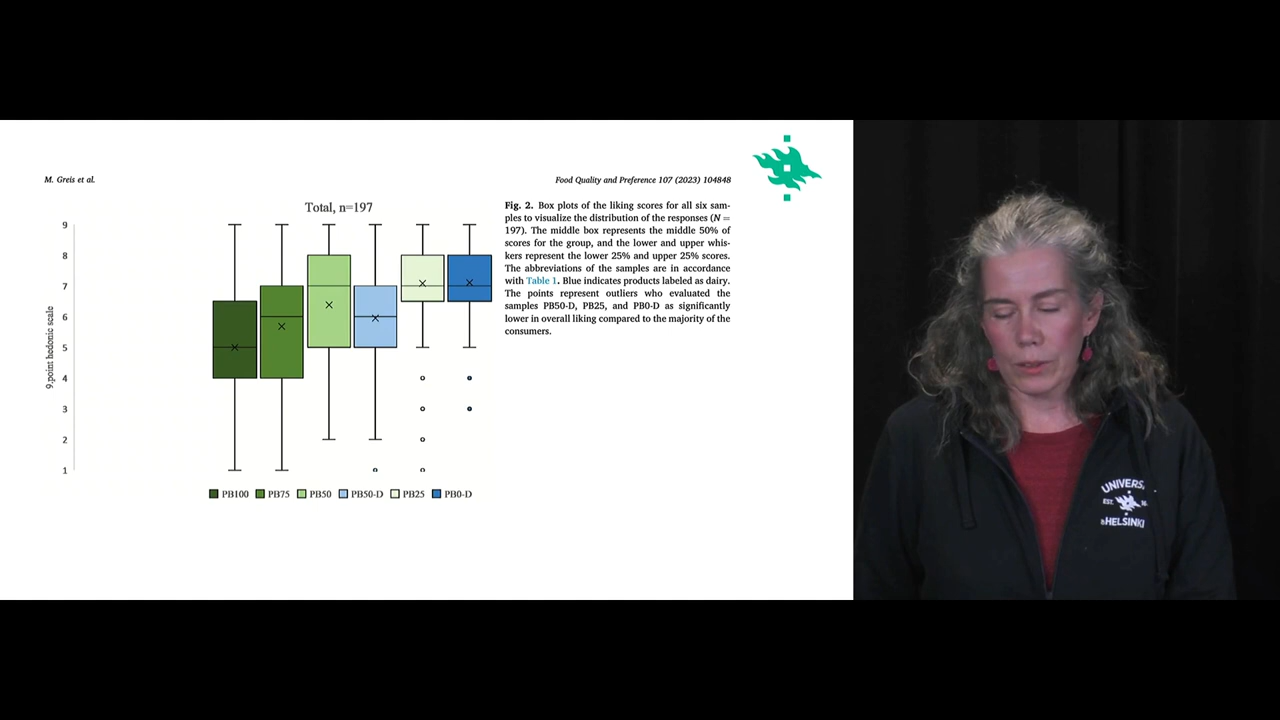 M. Greis et al.
Food Quality and Preference 107 (2023) 104848
Total, n=197
9
8
7
6
5
4
3
2
1
9.point hedonic scale
PB100 PB75 PB50 PB50-D PB25 PB0-D
Fig. 2. Box plots of the liking scores for all six sam-
ples to visualize the distribution of the responses (N =
197). The middle box represents the middle 50% of
scores for the group, and the lower and upper whis-
kers represent the lower 25% and upper 25% scores.
The abbreviations of the samples are in accordance
with Table 1. Blue indicates products labeled as dairy.
The points represent outliers who evaluated the
samples PB50-D, PB25, and PB0-D as significantly
lower in overall liking compared to the majority of the
consumers.
EST.
HELSINKI